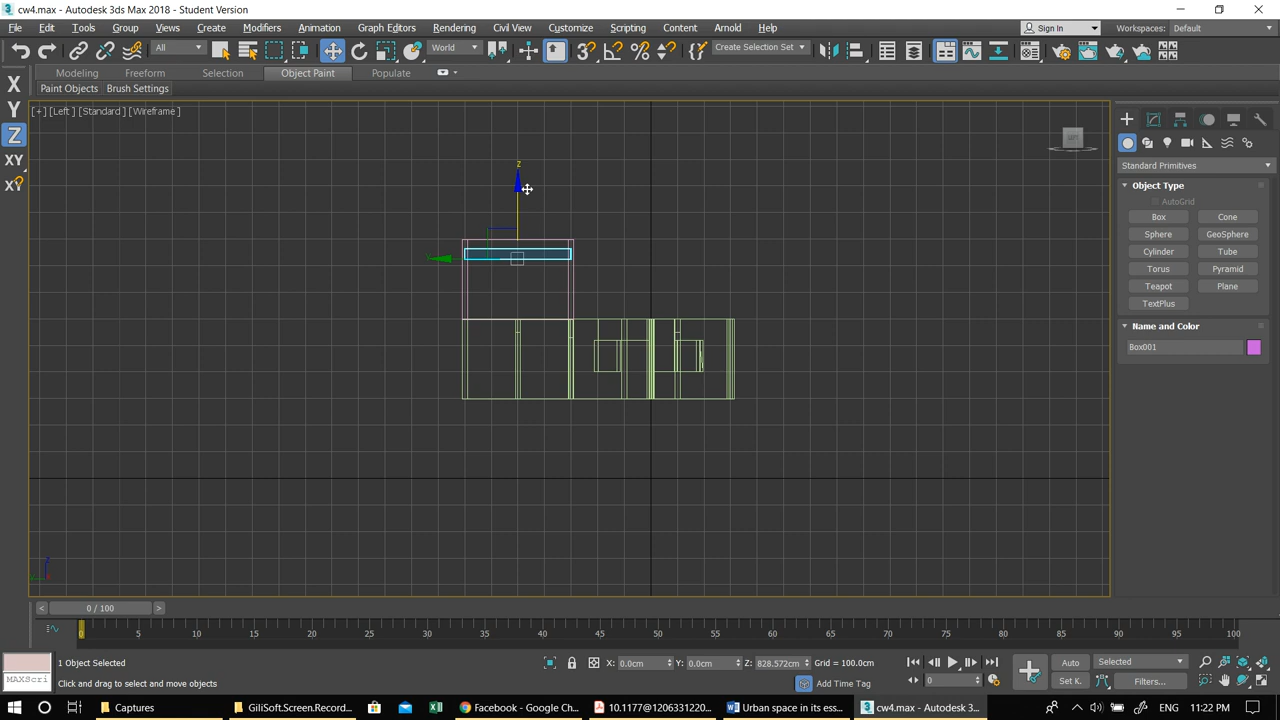 cw4.max - Autodesk 3ds Max 2018 - Student Version
File Edit Tools Group Views Create Modifiers Animation Graph Editors Rendering Civil View Customize Scripting Content Arnold Help Sign In Workspaces: Default
All World Create Selection Set
Modeling Freeform Selection Object Paint Populate
Paint Objects Brush Settings
X
Y
Z
XY
XY
[+] [Left ] [Standard ] [Wireframe ]
z
Standard Primitives
Object Type
AutoGrid
Box Cone
Sphere GeoSphere
Cylinder Tube
Torus Pyramid
Teapot Plane
TextPlus
Name and Color
Box001
0 / 100
0 5 10 15 20 25 30 35 40 45 50 55 60 65 70 75 80 85 90 95 100
1 Object Selected X: 0.0cm Y: 0.0cm Z: 828.572cm Grid = 100.0cm Auto Selected
MAXScri Click and drag to select and move objects Add Time Tag 0 Set K. Filters...
Captures GiliSoft.Screen.Record... Facebook - Google Ch... 10.1177@1206331220... Urban space in its ess... cw4.max - Autodesk 3... 11:22 PM